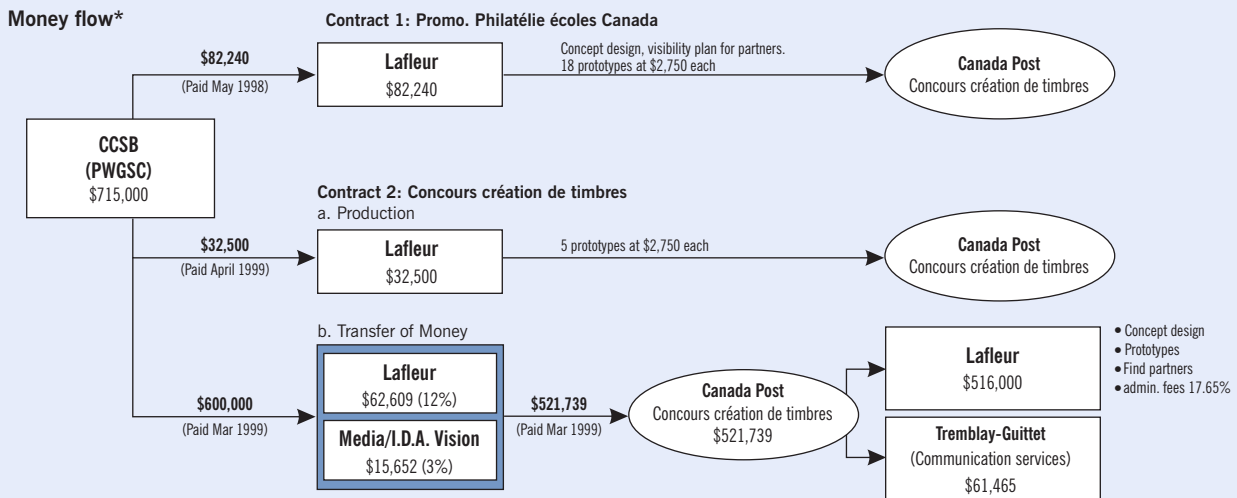 Money flow*
Contract 1: Promo. Philatélie écoles Canada
$82,240
(Paid May 1998)
Lafleur
$82,240
Concept design, visibility plan for partners.
18 prototypes at $2,750 each
Canada Post
Concours création de timbres
CCSB
(PWGSC)
$715,000
Contract 2: Concours création de timbres
a. Production
$32,500
(Paid April 1999)
Lafleur
$32,500
5 prototypes at $2,750 each
Canada Post
Concours création de timbres
b. Transfer of Money
$600,000
(Paid Mar 1999)
Lafleur
$62,609 (12%)
Media/I.D.A. Vision
$15,652 (3%)
$521,739
(Paid Mar 1999)
Canada Post
Concours création de timbres
$521,739
Lafleur
$516,000
• Concept design
• Prototypes
• Find partners
• admin. fees 17.65%
Tremblay-Guittet
(Communication services)
$61,465